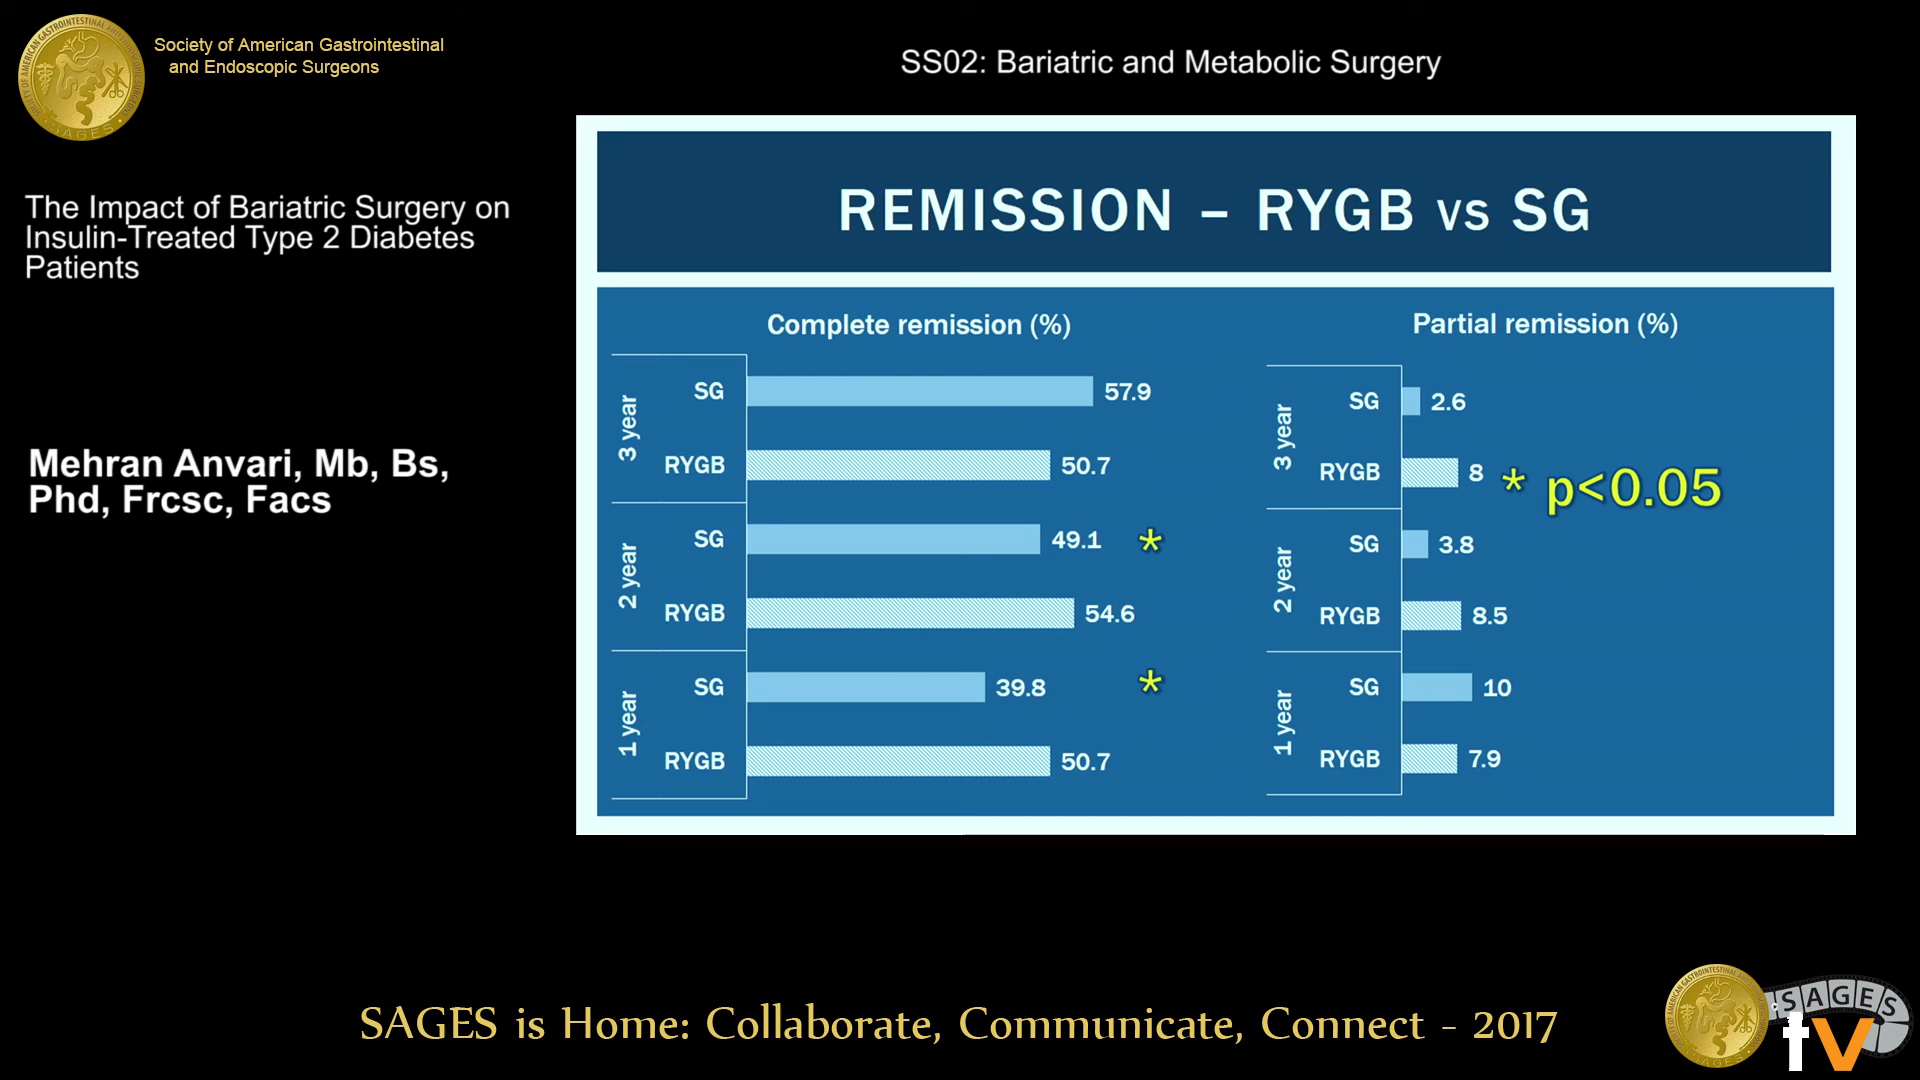 Society of American Gastrointestinal
and Endoscopic Surgeons
SS02: Bariatric and Metabolic Surgery
The Impact of Bariatric Surgery on
Insulin-Treated Type 2 Diabetes
Patients
Mehran Anvari, Mb, Bs,
Phd, Frcsc, Facs
REMISSION – RYGB vs SG
Complete remission (%)
3 year
SG 57.9
RYGB 50.7
2 year
SG 49.1 *
RYGB 54.6
1 year
SG 39.8 *
RYGB 50.7
Partial remission (%)
3 year
SG 2.6
RYGB 8
* p<0.05
2 year
SG 3.8
RYGB 8.5
1 year
SG 10
RYGB 7.9
SAGES is Home: Collaborate, Communicate, Connect - 2017
SAGES
tv